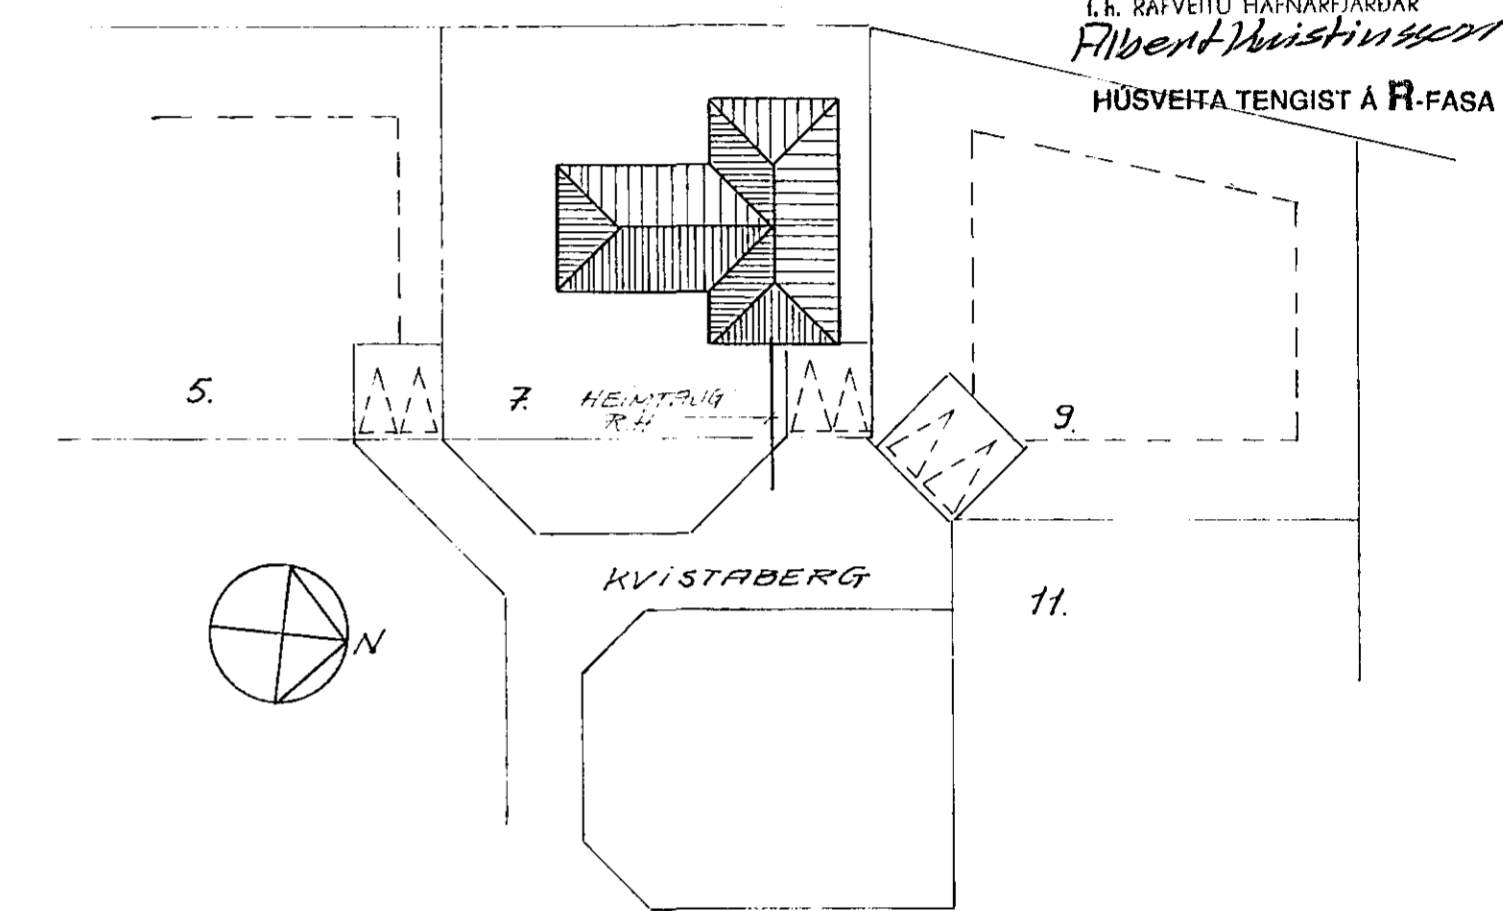 f.h. RAFVEITU HAFNARFJARÐAR
Albert Kristinsson
HÚSVEITA TENGIST Á R-FASA
5.
7.
HEIMTAUG
R.H.
9.
KVISTABERG
11.
N